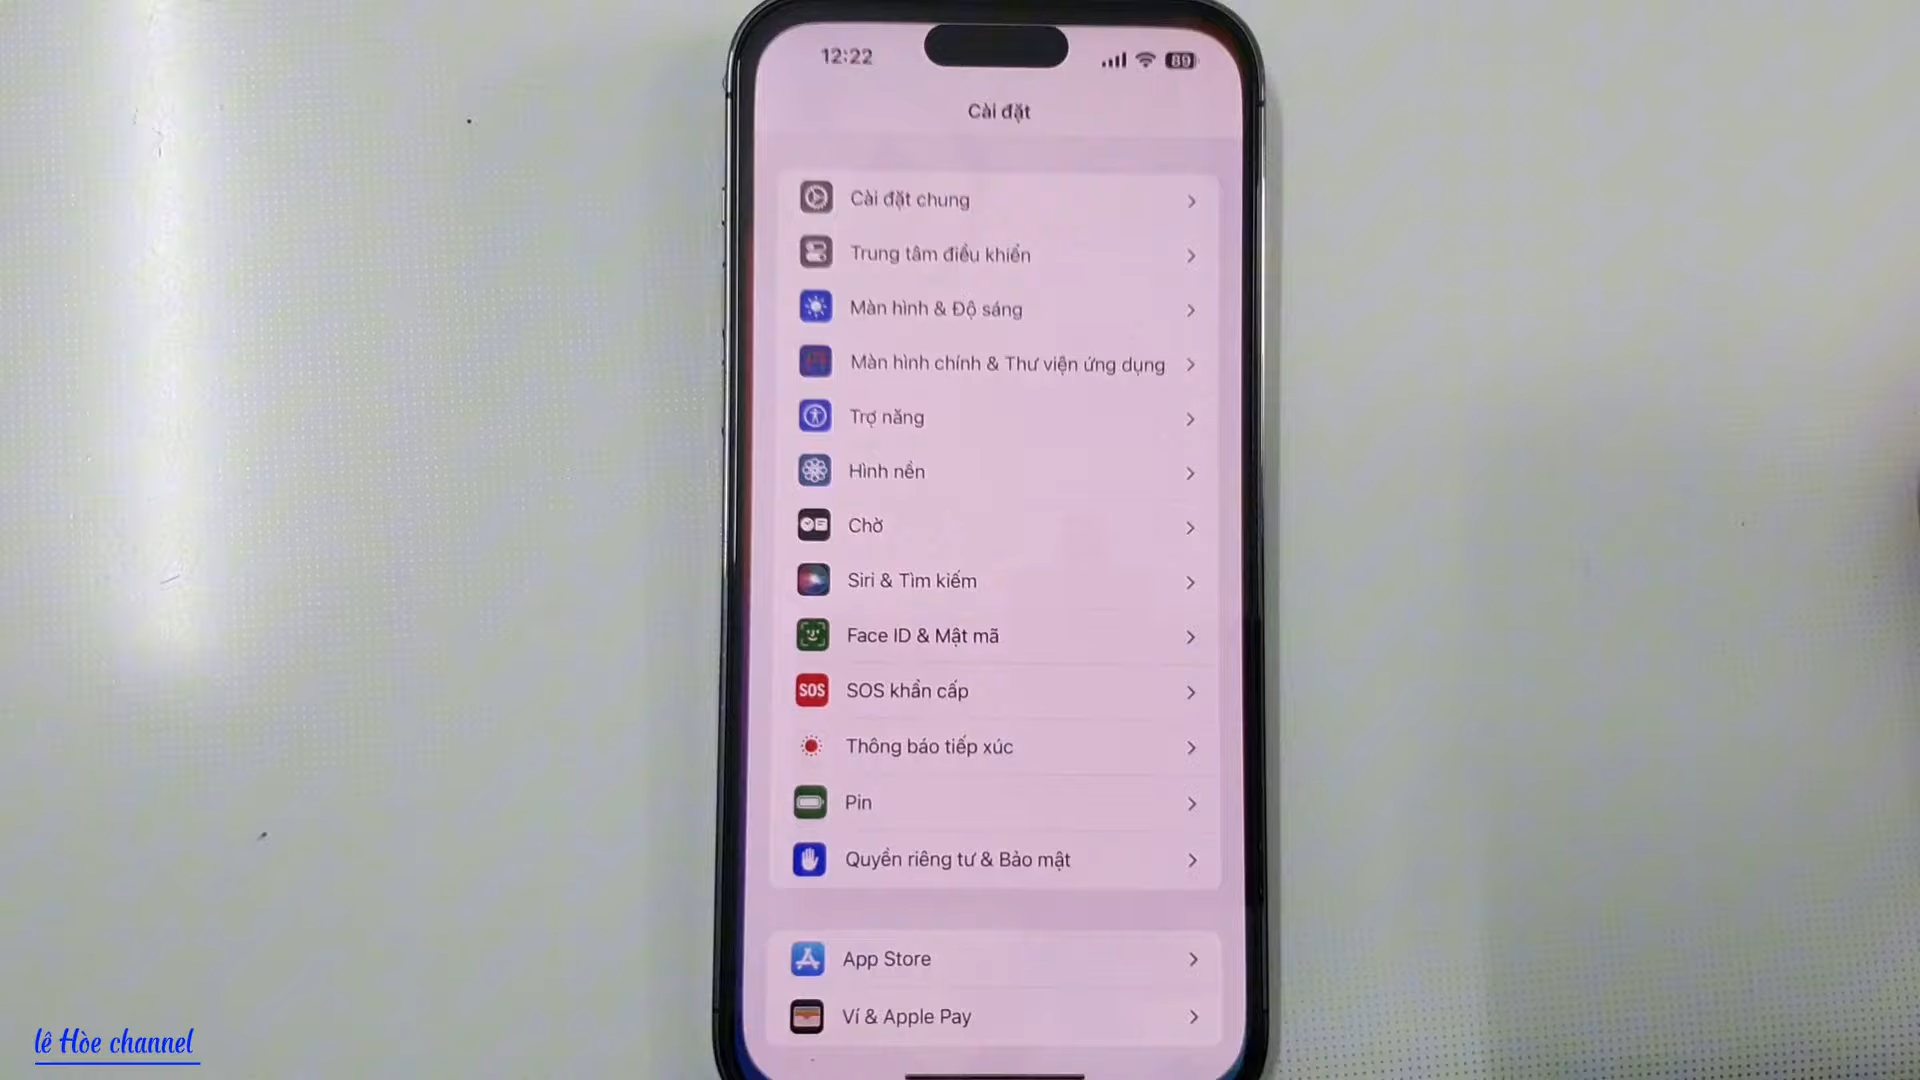 12:22
89
Cài đặt
Cài đặt chung
Trung tâm điều khiển
Màn hình & Độ sáng
Màn hình chính & Thư viện ứng dụng
Trợ năng
Hình nền
Chờ
Siri & Tìm kiếm
Face ID & Mật mã
SOS
SOS khẩn cấp
Thông báo tiếp xúc
Pin
Quyền riêng tư & Bảo mật
App Store
Ví & Apple Pay
lê Hòe channel